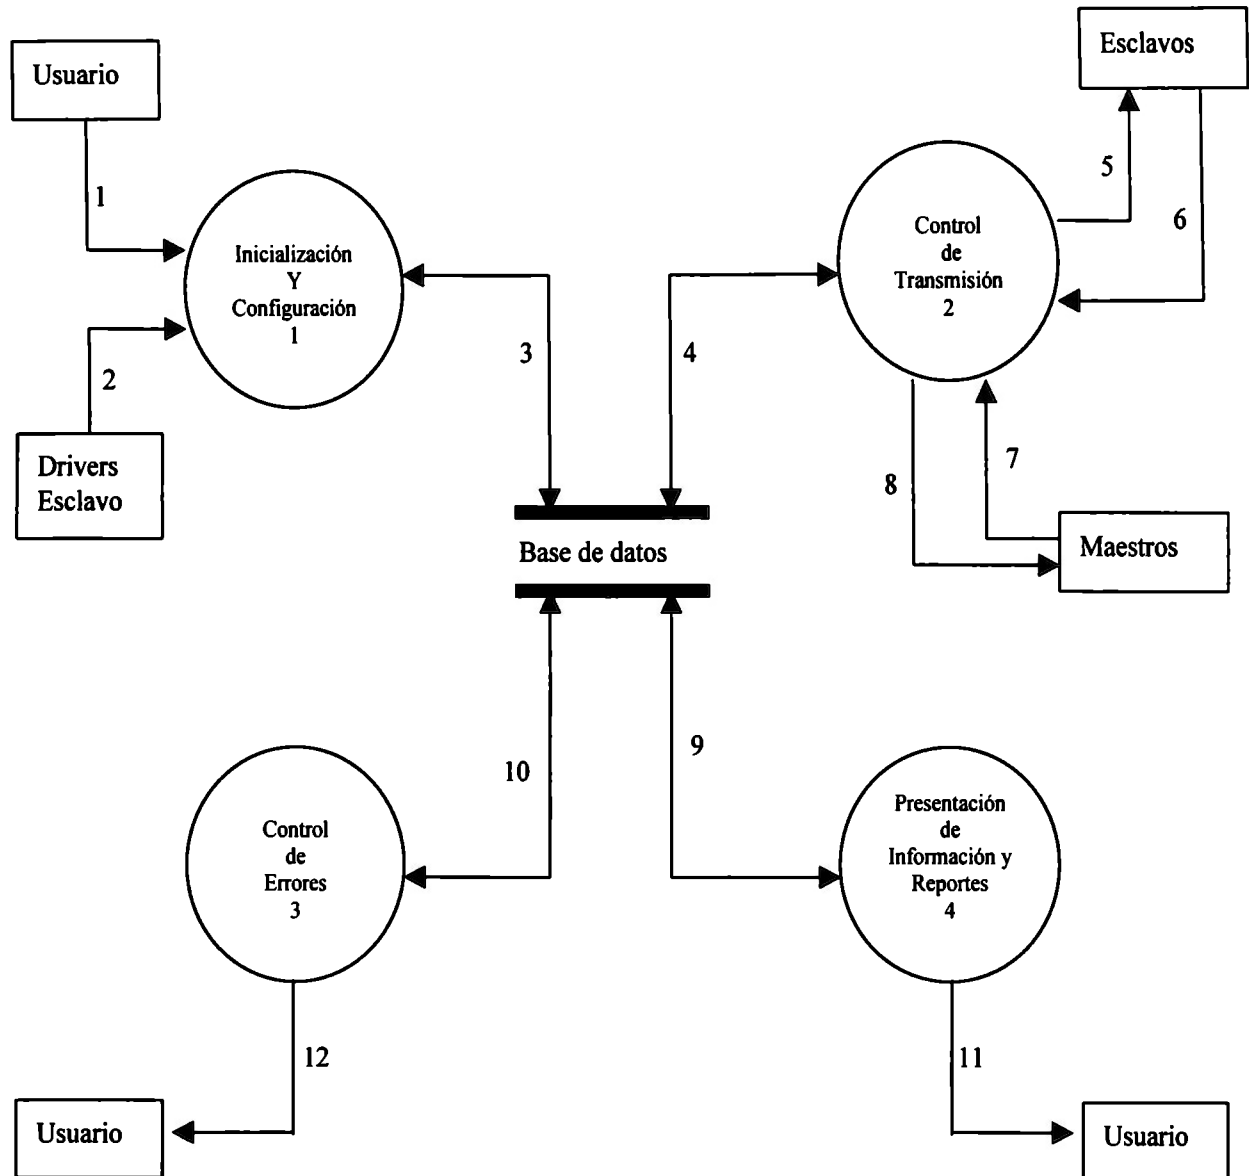 Usuario
Esclavos
1
Inicialización
Y
Configuración
1
2
Drivers
Esclavo
3
4
Control
de
Transmisión
2
5
6
7
8
Maestros
Base de datos
10
9
Control
de
Errores
3
Presentación
de
Información y
Reportes
4
12
11
Usuario
Usuario